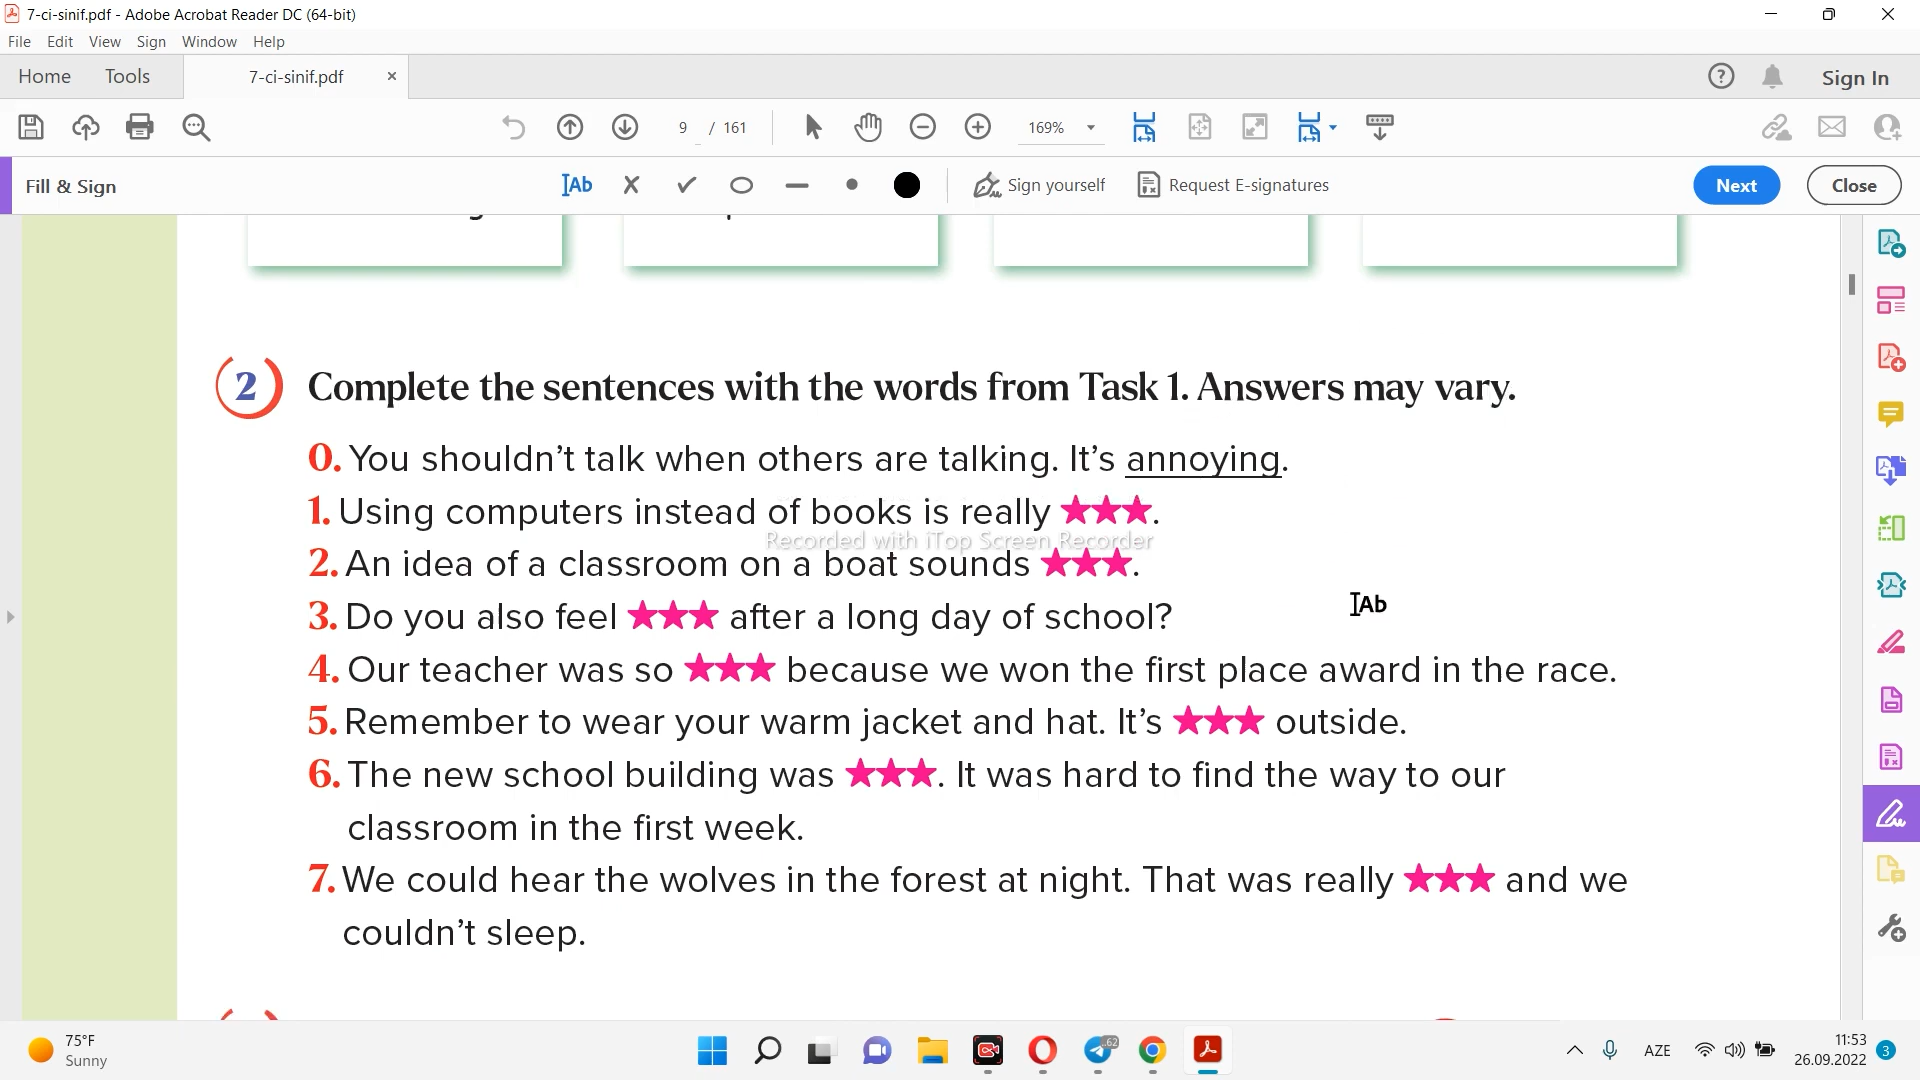 7-ci-sinif.pdf - Adobe Acrobat Reader DC (64-bit)
File Edit View Sign Window Help
Home Tools 7-ci-sinif.pdf × Sign In
9 / 161 169%
Fill & Sign Ab Sign yourself Request E-signatures Next Close
2 Complete the sentences with the words from Task 1. Answers may vary.
0. You shouldn’t talk when others are talking. It’s annoying.
1. Using computers instead of books is really ★★★.
Recorded with iTop Screen Recorder
2. An idea of a classroom on a boat sounds ★★★.
Ab
3. Do you also feel ★★★ after a long day of school?
4. Our teacher was so ★★★ because we won the first place award in the race.
5. Remember to wear your warm jacket and hat. It’s ★★★ outside.
6. The new school building was ★★★. It was hard to find the way to our
classroom in the first week.
7. We could hear the wolves in the forest at night. That was really ★★★ and we
couldn’t sleep.
75°F
Sunny
62
AZE
11:53
26.09.2022
3